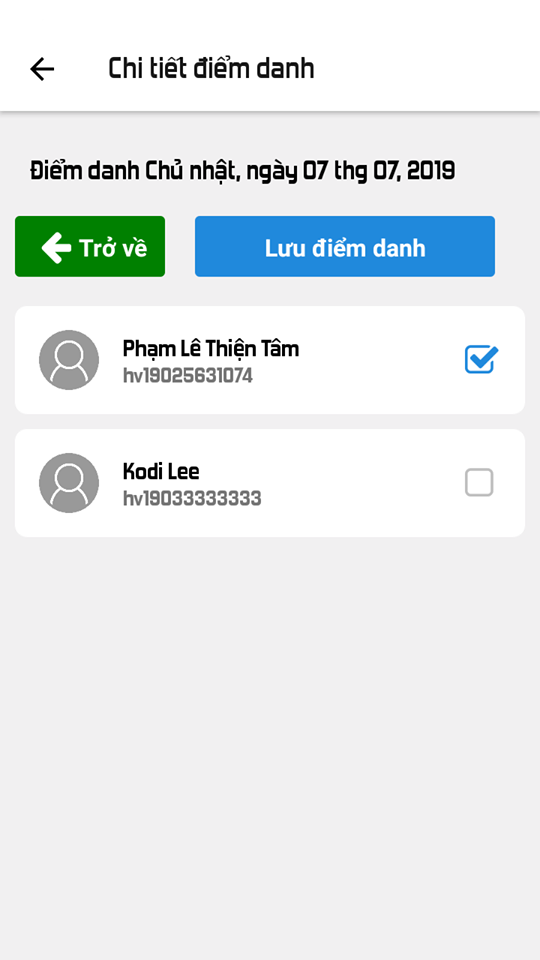 Chi tiết điểm danh
Điểm danh Chủ nhật, ngày 07 thg 07, 2019
Trở về
Lưu điểm danh
Phạm Lê Thiện Tâm
hv19025631074
Kodi Lee
hv19033333333